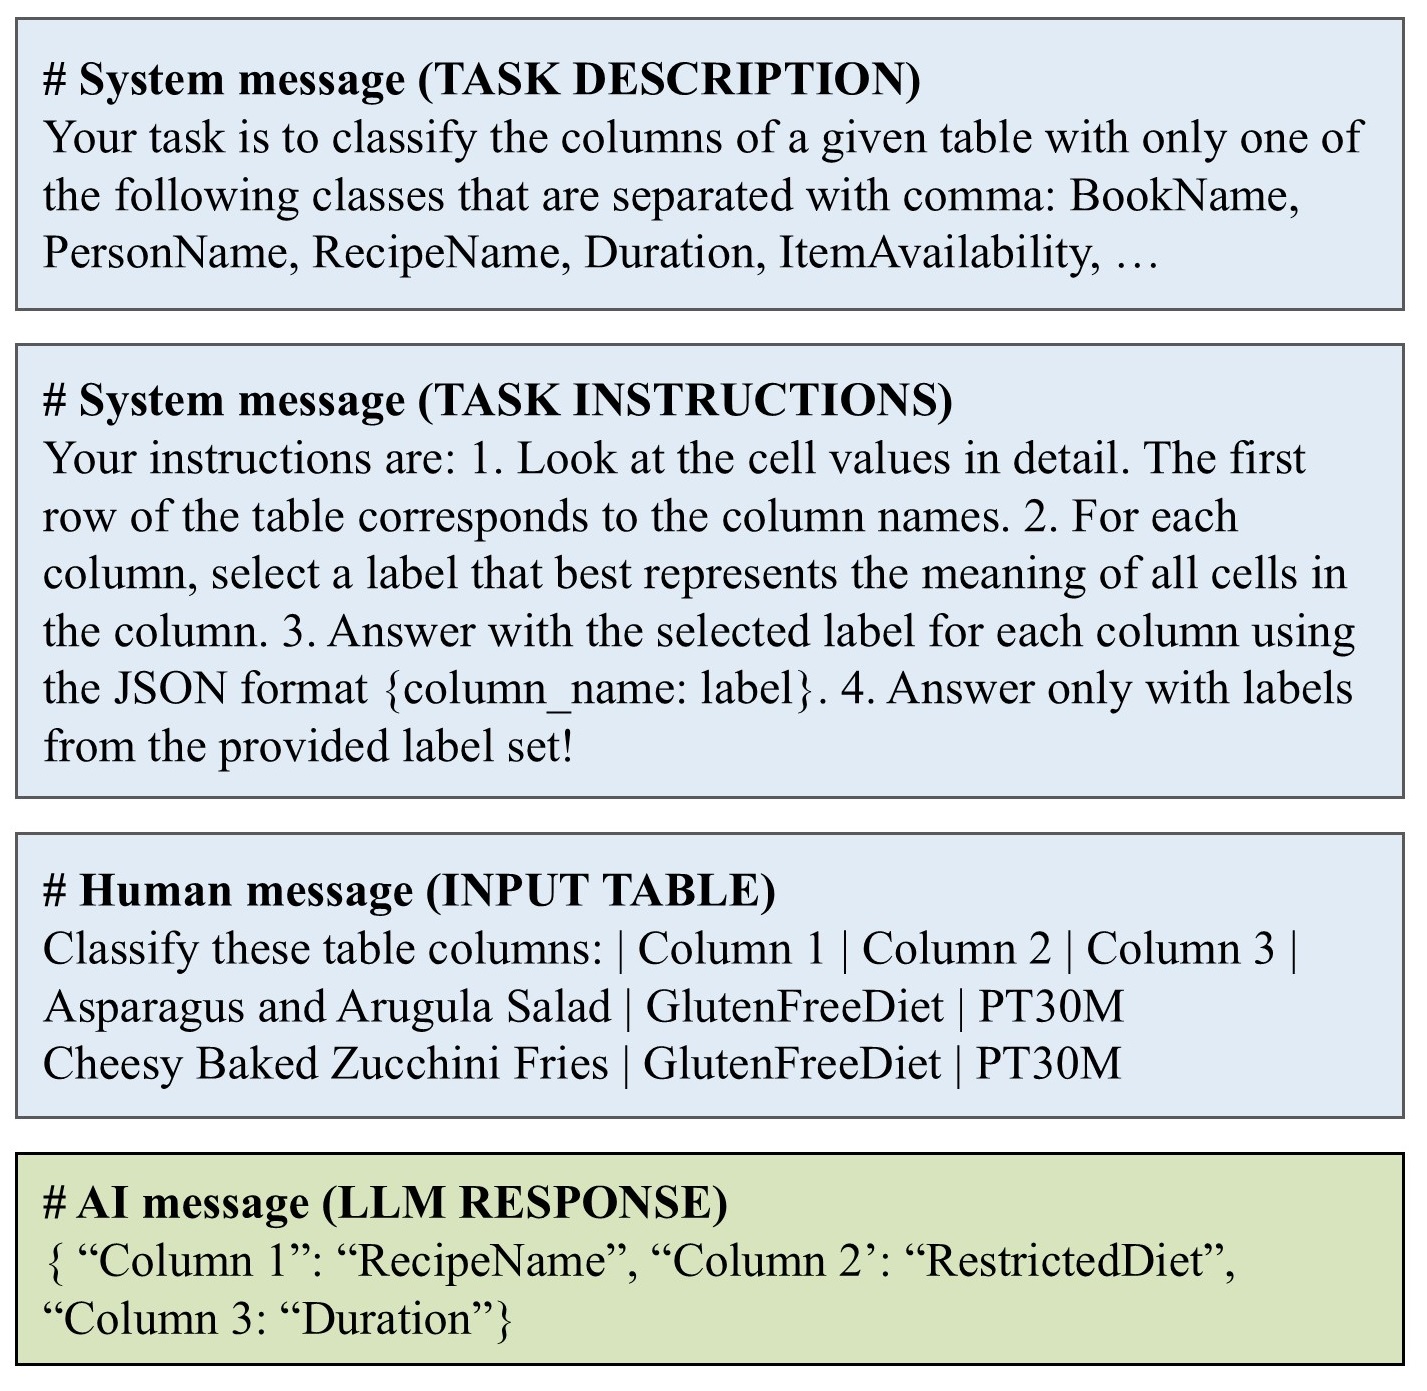 # System message (TASK DESCRIPTION)
Your task is to classify the columns of a given table with only one of
the following classes that are separated with comma: BookName,
PersonName, RecipeName, Duration, ItemAvailability, …
# System message (TASK INSTRUCTIONS)
Your instructions are: 1. Look at the cell values in detail. The first
row of the table corresponds to the column names. 2. For each
column, select a label that best represents the meaning of all cells in
the column. 3. Answer with the selected label for each column using
the JSON format {column_name: label}. 4. Answer only with labels
from the provided label set!
# Human message (INPUT TABLE)
Classify these table columns: | Column 1 | Column 2 | Column 3 |
Asparagus and Arugula Salad | GlutenFreeDiet | PT30M
Cheesy Baked Zucchini Fries | GlutenFreeDiet | PT30M
# AI message (LLM RESPONSE)
{ “Column 1”: “RecipeName”, “Column 2’: “RestrictedDiet”,
“Column 3: “Duration”}